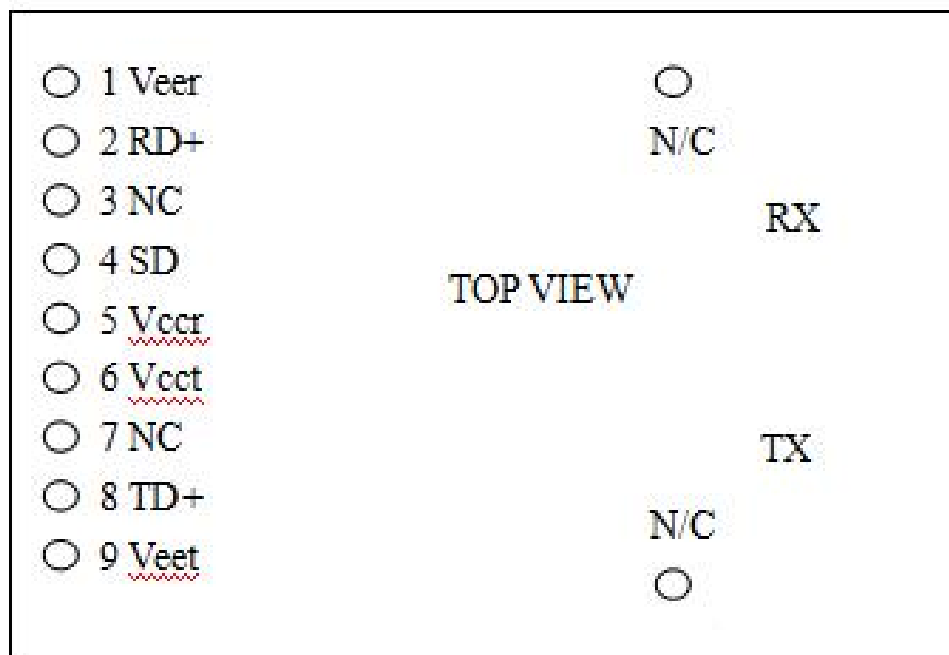 1 Veer
2 RD+
N/C
3 NC
RX
4 SD
TOP VIEW
5 Vccr
6 Vcct
7 NC
TX
8 TD+
N/C
9 Veet